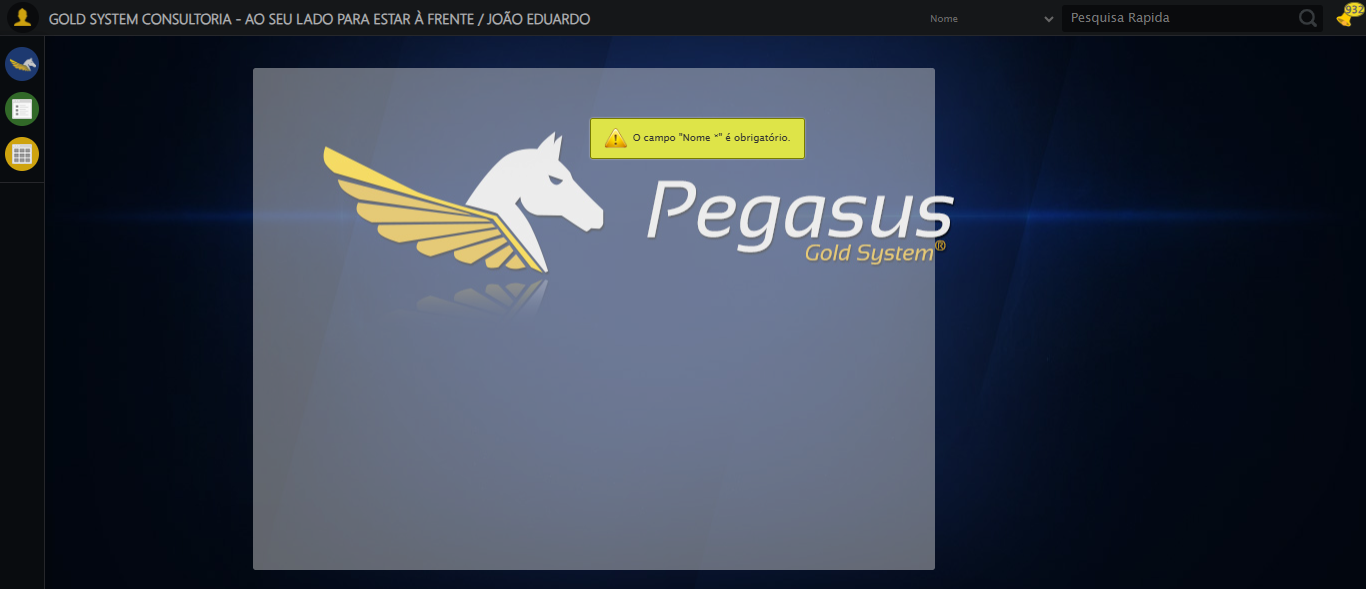 GOLD SYSTEM CONSULTORIA - AO SEU LADO PARA ESTAR À FRENTE / JOÃO EDUARDO
Nome
Pesquisa Rapida
932
O campo "Nome *" é obrigatório.
Pegasus
Gold System®